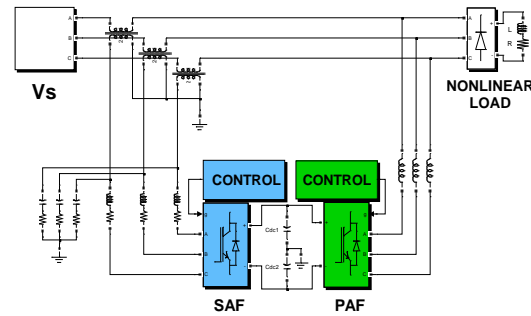 A
B
C
Vs
A
B
C
+
-
L
R
NONLINEAR
LOAD
CONTROL
CONTROL
g
A
B
C
+
-
Cdc1
Cdc2
+
-
g
A
B
C
SAF
PAF